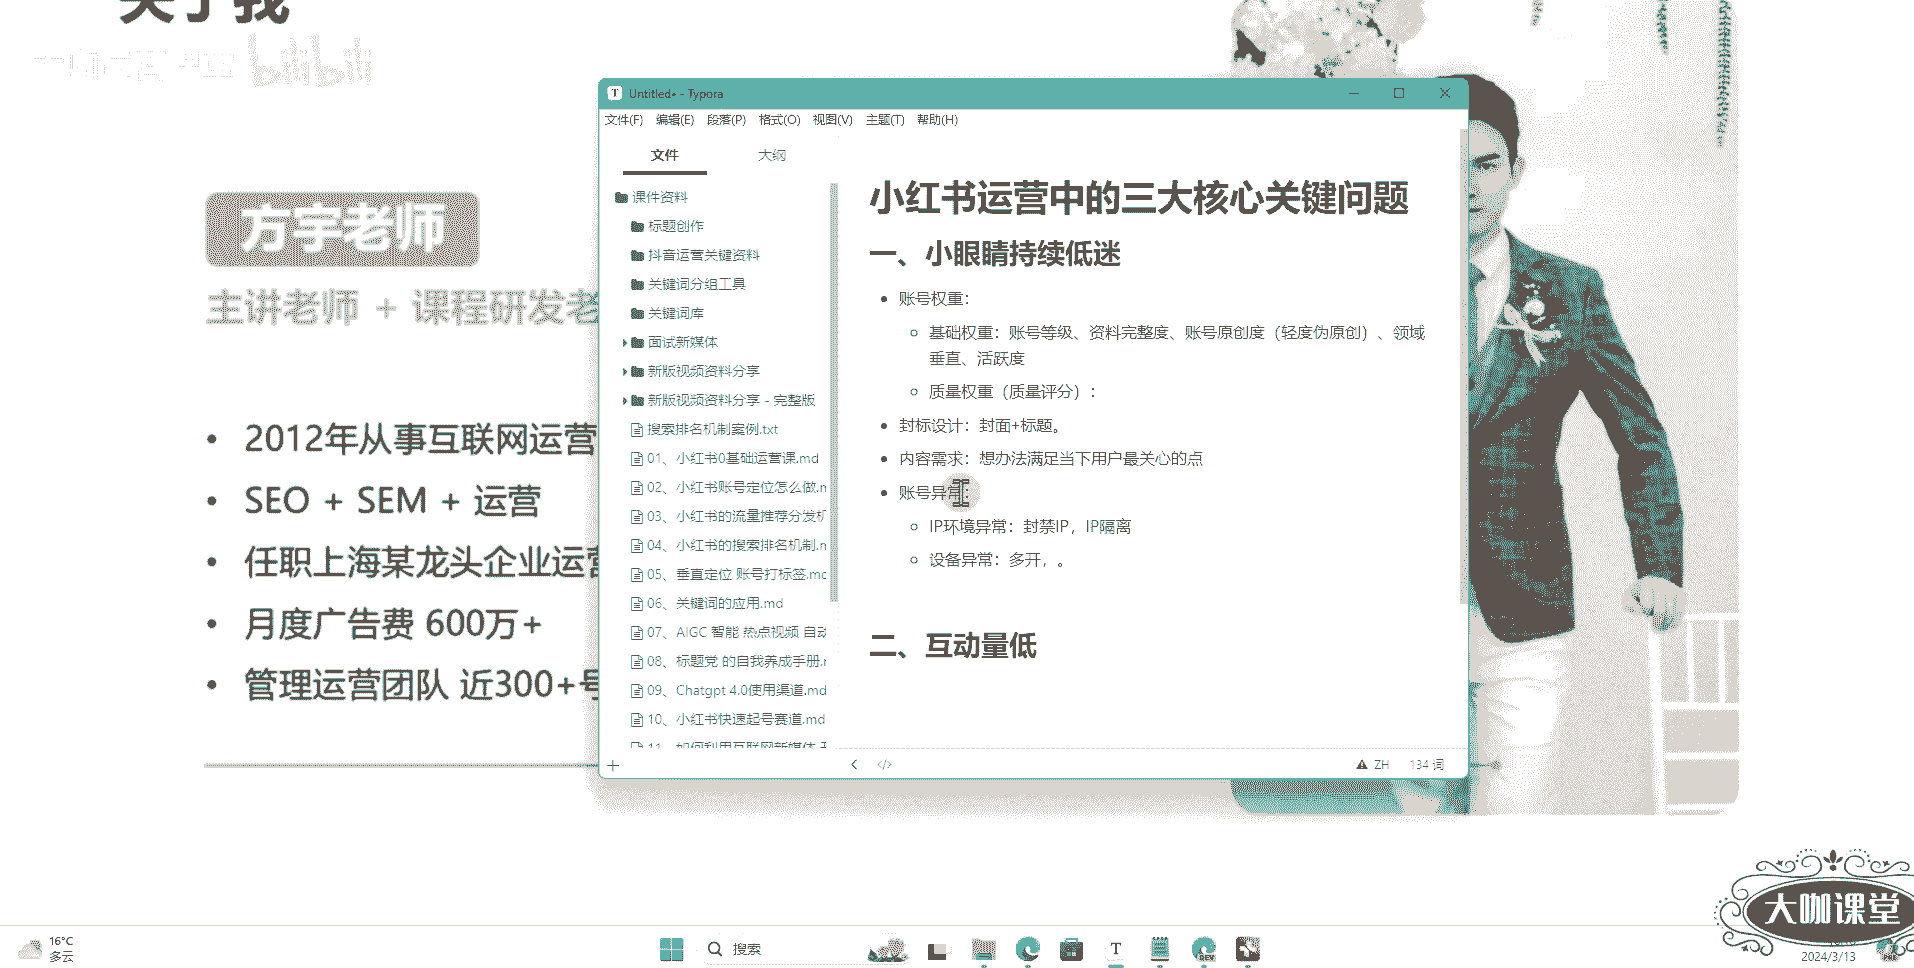 关于我
bilibili
方宇老师
主讲老师 + 课程研发老
2012年从事互联网运营
SEO + SEM + 运营
任职上海某龙头企业运营
月度广告费 600万+
管理运营团队 近300+号
Untitled• - Typora
文件(F) 编辑(E) 段落(P) 格式(O) 视图(V) 主题(T) 帮助(H)
文件 大纲
课件资料
标题创作
抖音运营关键资料
关键词分组工具
关键词库
面试新媒体
新版视频资料分享
新版视频资料分享 - 完整版
搜索排名机制案例.txt
01、小红书0基础运营课.md
02、小红书账号定位怎么做.m
03、小红书的流量推荐分发机
04、小红书的搜索排名机制.m
05、垂直定位 账号打标签.md
06、关键词的应用.md
07、AIGC 智能 热点视频 自动
08、标题党 的自我养成手册.m
09、Chatgpt 4.0使用渠道.md
10、小红书快速起号赛道.md
11、如何利用互联网新媒体
小红书运营中的三大核心关键问题
一、小眼睛持续低迷
账号权重：
基础权重：账号等级、资料完整度、账号原创度（轻度伪原创）、领域
垂直、活跃度
质量权重（质量评分）：
封标设计：封面+标题。
内容需求：想办法满足当下用户最关心的点
账号异常：
IP环境异常：封禁IP，IP隔离
设备异常：多开，。
二、互动量低
ZH 134 词
大咖课堂
16°C
多云
搜索
2024/3/13